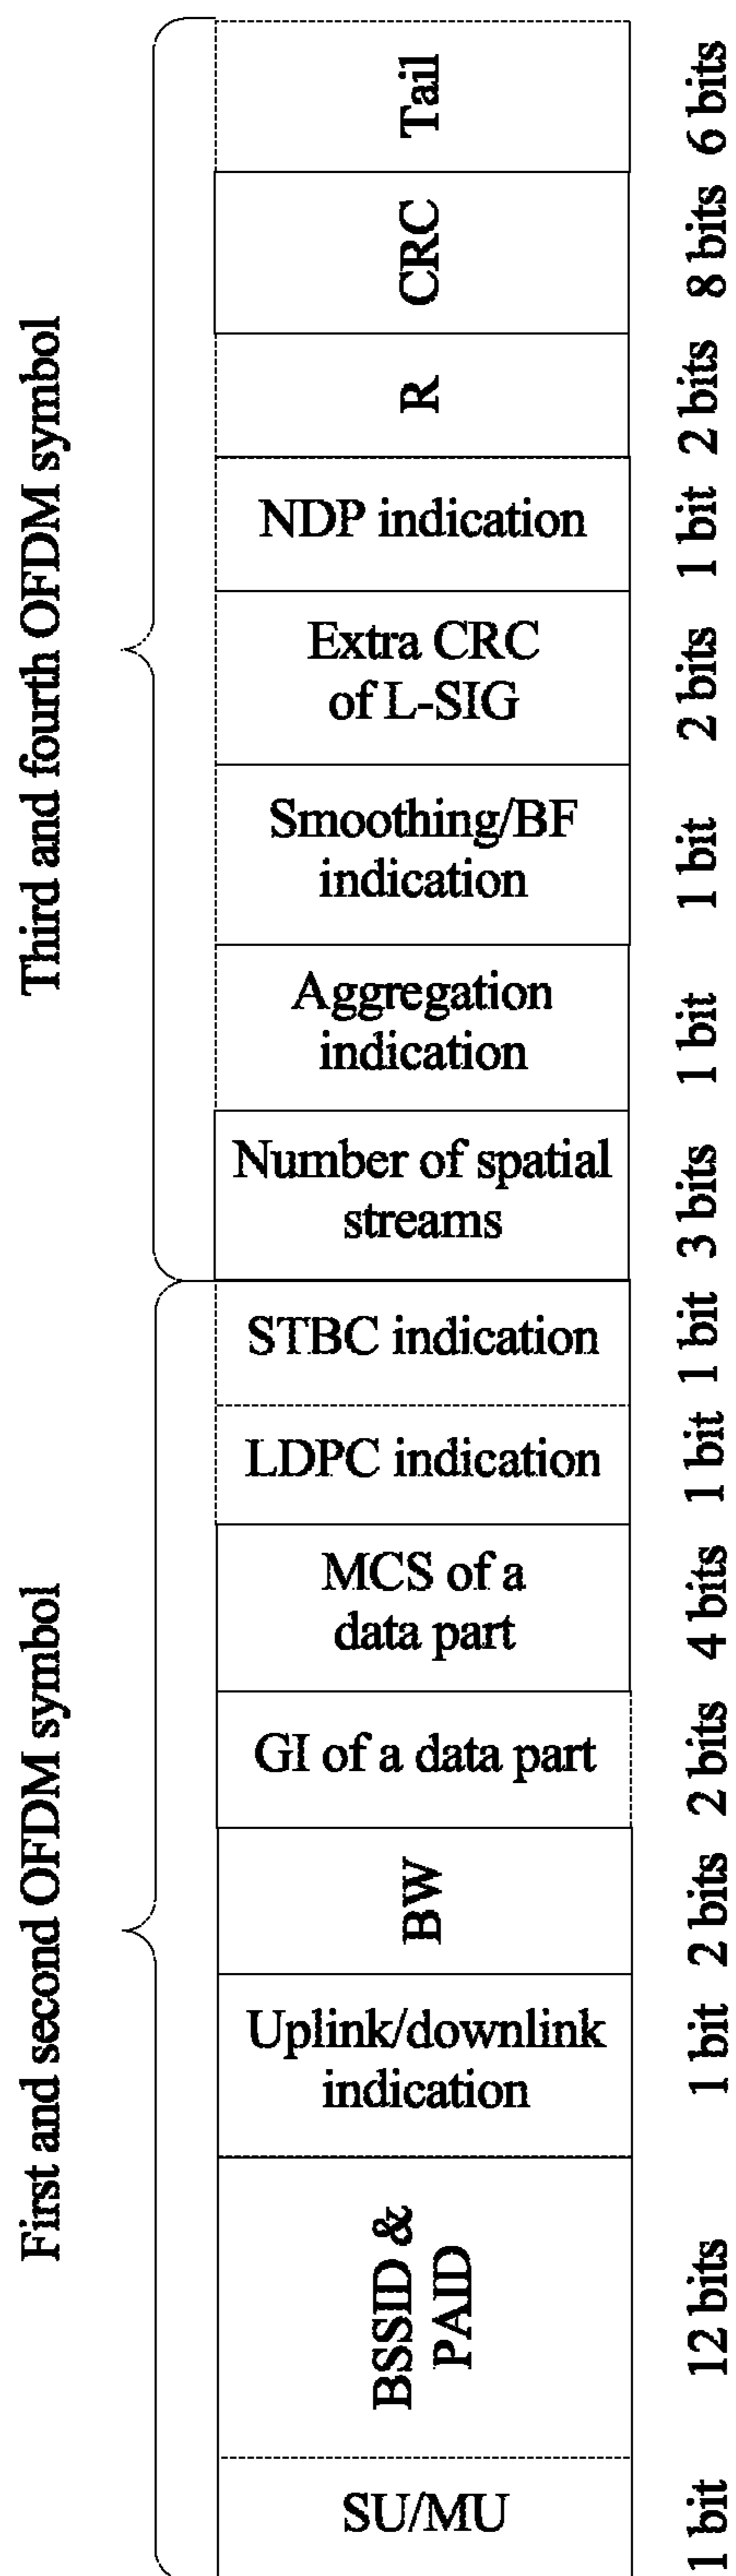 Third and fourth OFDM symbol
Tail
6 bits
CRC
8 bits
R
2 bits
NDP indication
1 bit
Extra CRC
of L-SIG
2 bits
Smoothing/BF
indication
1 bit
Aggregation
indication
1 bit
Number of spatial
streams
3 bits
First and second OFDM symbol
STBC indication
1 bit
LDPC indication
1 bit
MCS of a
data part
4 bits
GI of a data part
2 bits
BW
2 bits
Uplink/downlink
indication
1 bit
BSSID &
PAID
12 bits
SU/MU
1 bit